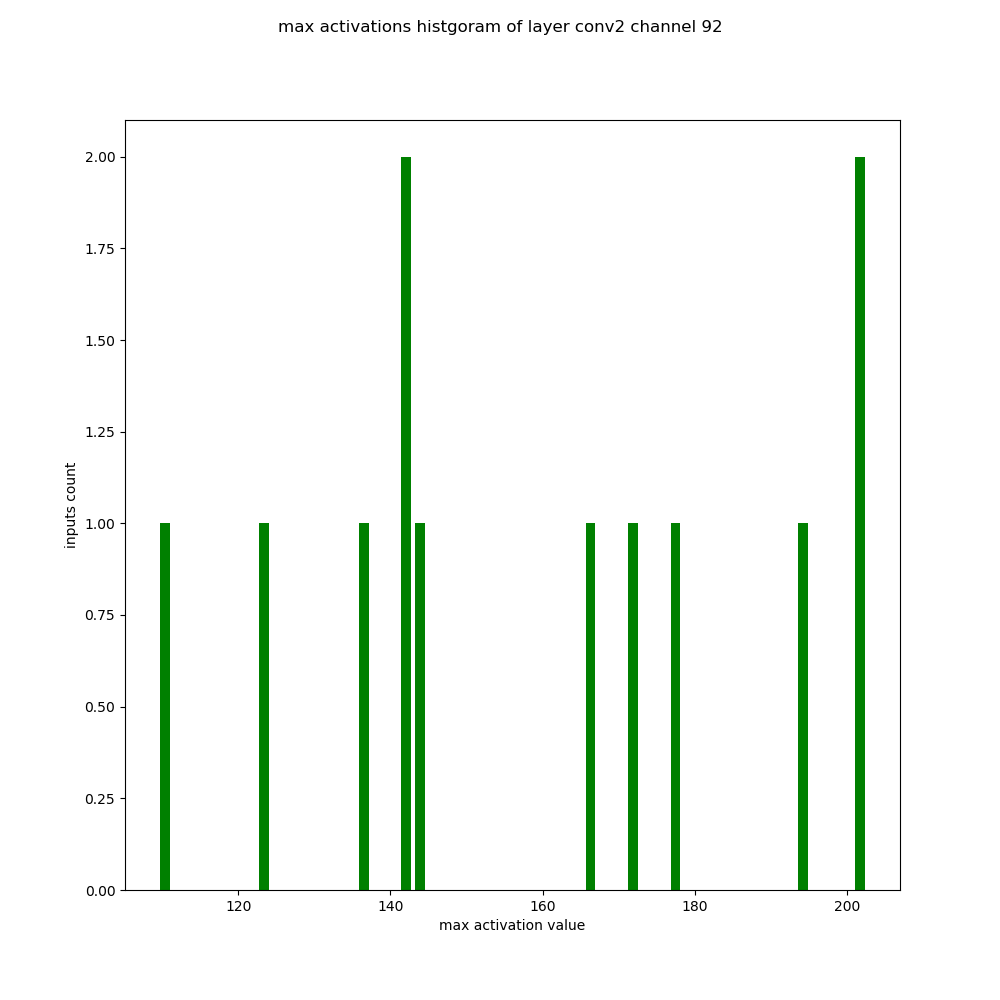 max activations histgoram of layer conv2 channel 92
2.00
1.75
1.50
1.25
1.00
0.75
0.50
0.25
0.00
inputs count
120 140 160 180 200
max activation value